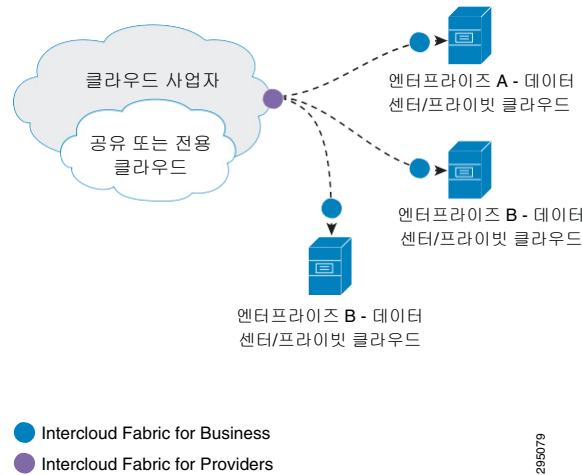 클라우드 사업자
공유 또는 전용
클라우드
엔터프라이즈 A - 데이터
센터/프라이빗 클라우드
엔터프라이즈 B - 데이터
센터/프라이빗 클라우드
엔터프라이즈 B - 데이터
센터/프라이빗 클라우드
Intercloud Fabric for Business
Intercloud Fabric for Providers
295079